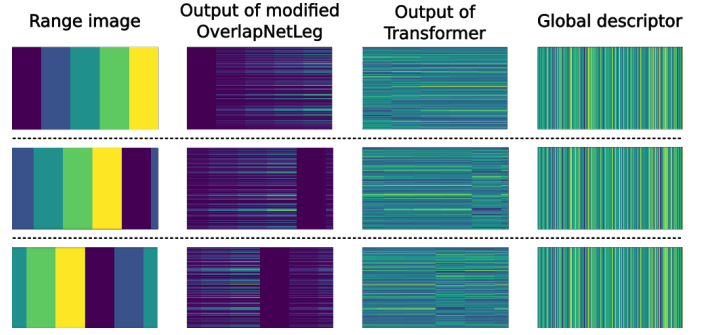 Range image
Output of modified
OverlapNetLeg
Output of
Transformer
Global descriptor